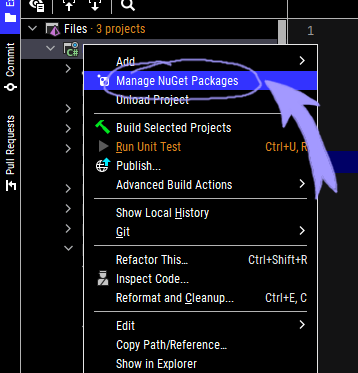 Files · 3 projects
1
C#
Commit
Pull Requests
Add
Manage NuGet Packages
Unload Project
Build Selected Projects
Run Unit Test Ctrl+U, R
Publish...
Advanced Build Actions
Show Local History
Git
Refactor This... Ctrl+Shift+R
Inspect Code...
Reformat and Cleanup... Ctrl+E, C
Edit
Copy Path/Reference...
Show in Explorer